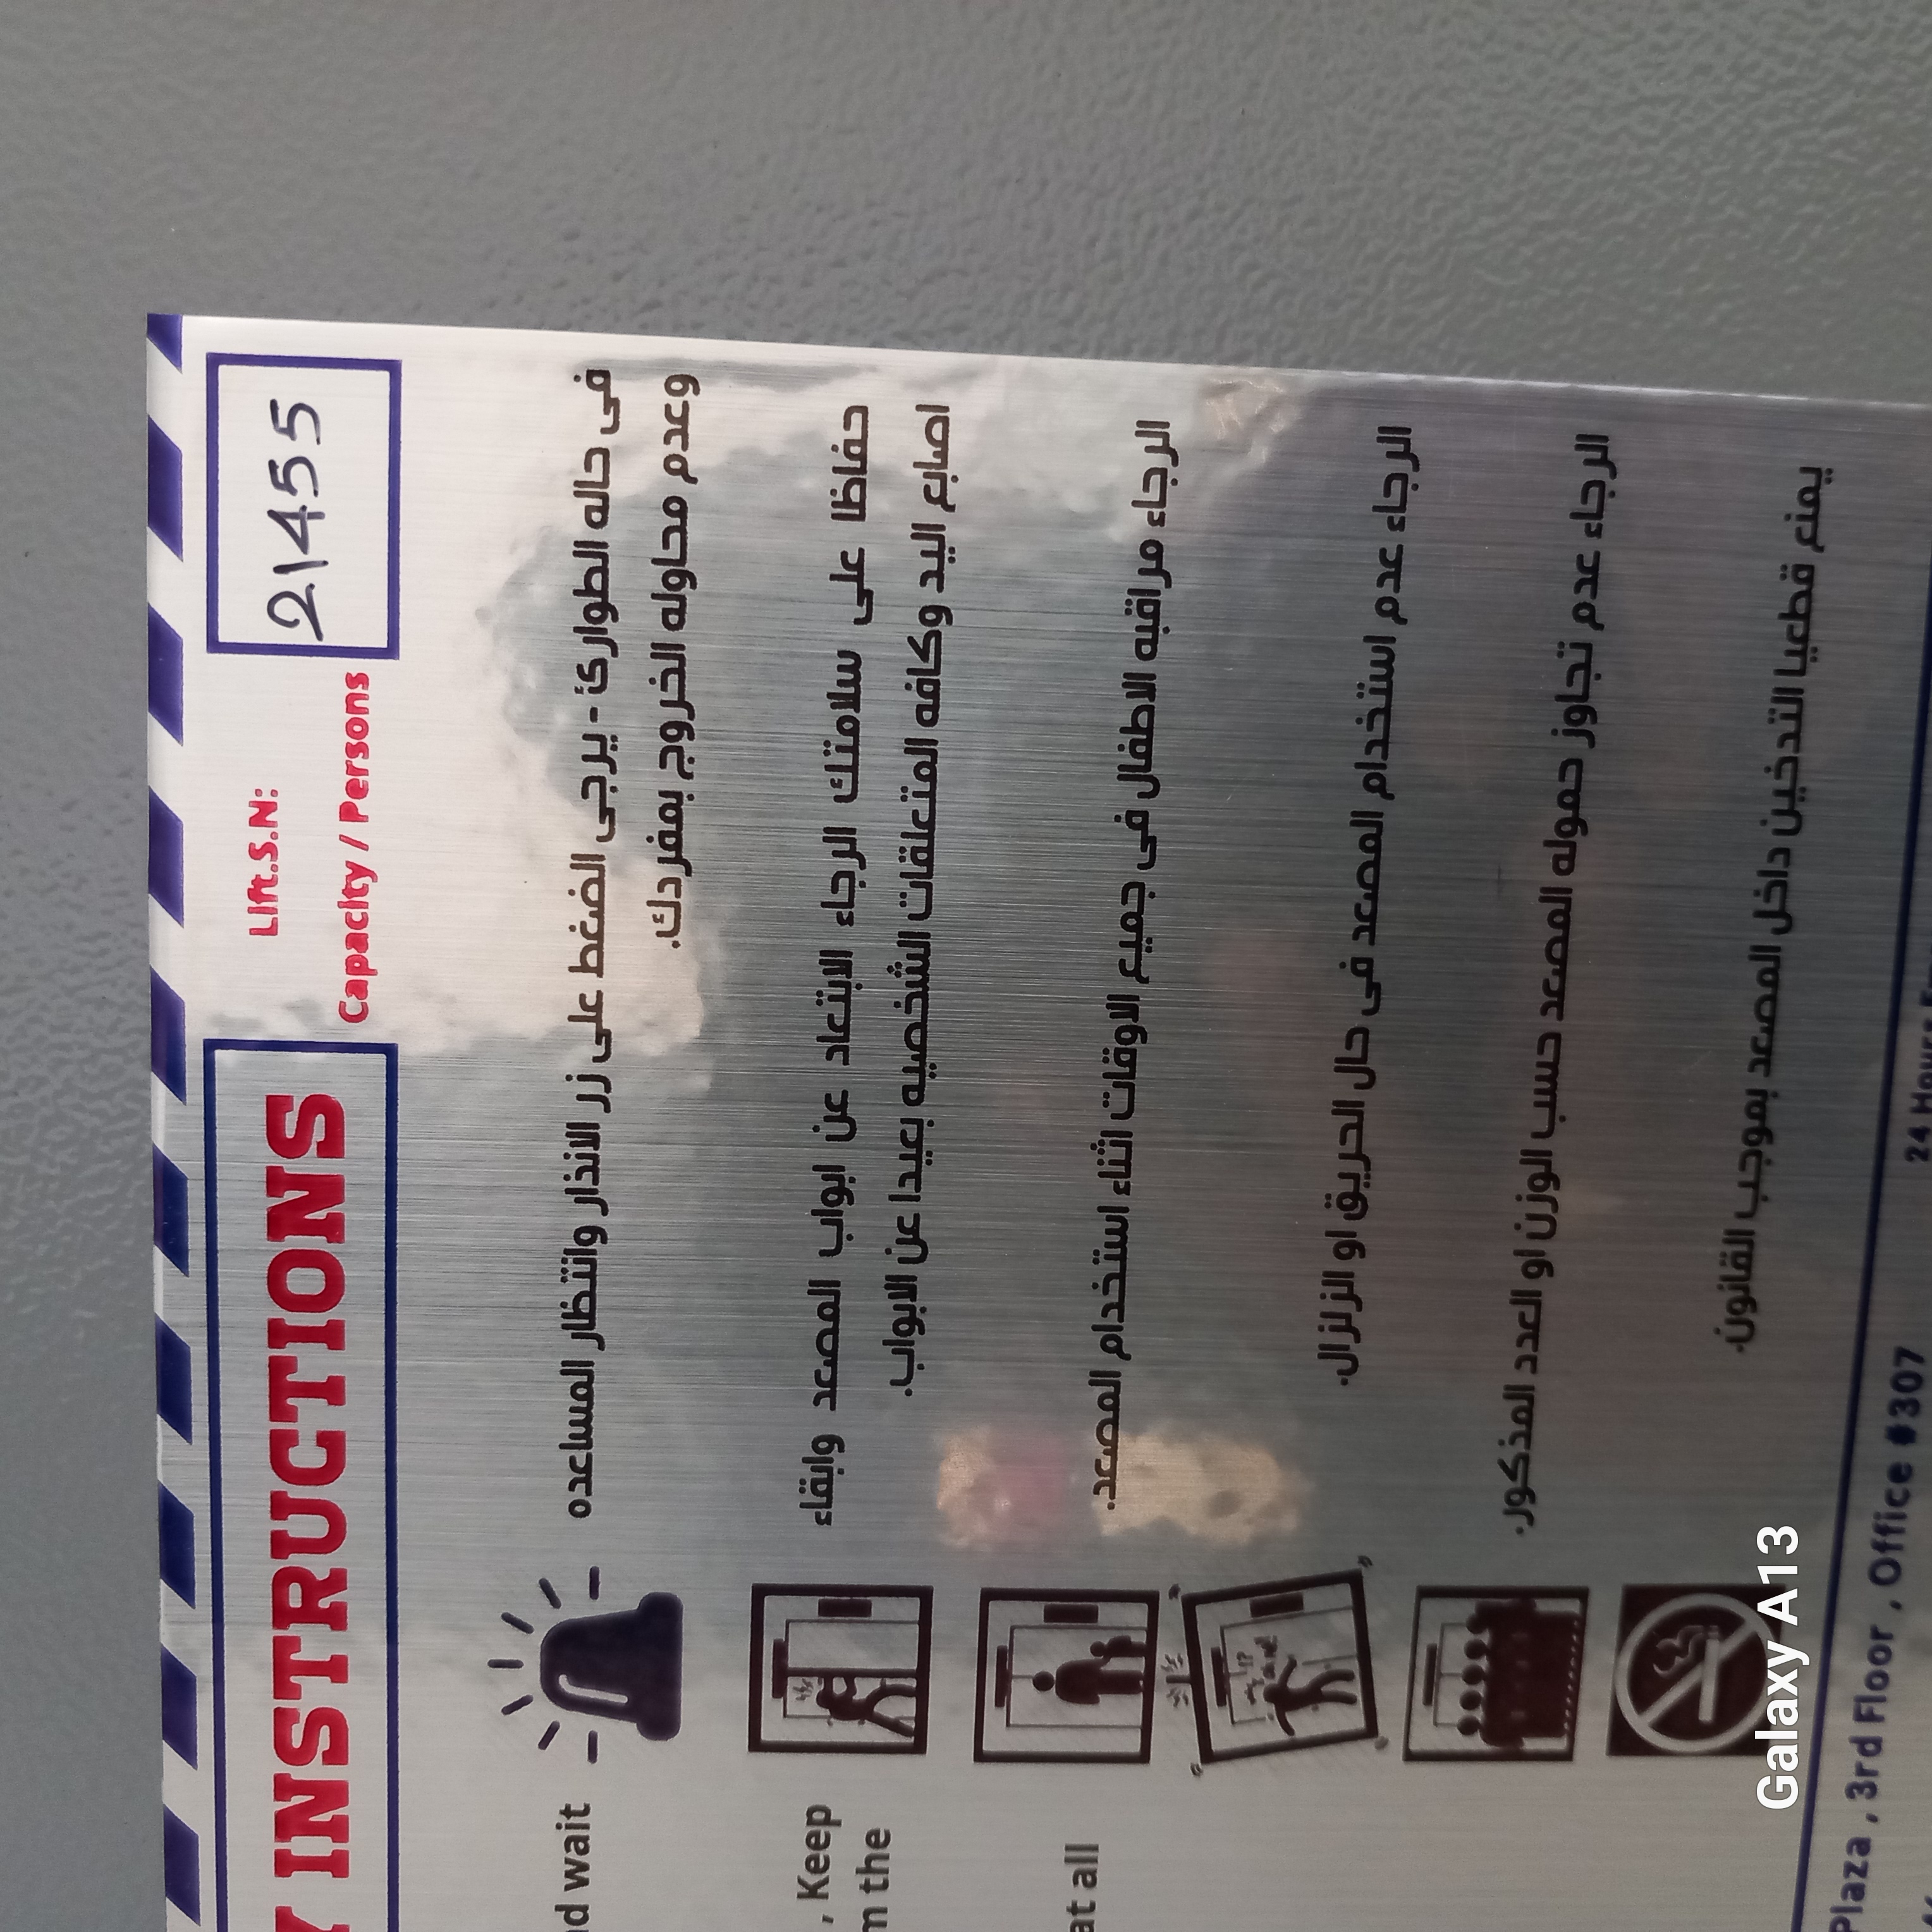 INSTRUCTIONS
Lift.S.N:
21455
Capacity / Persons
فى حاله الطوارئ - يرجى الضغط على زر الانذار وانتظار المساعده
وعدم محاوله الخروج بمفردك.
wait
حفاظا على سلامتك الرجاء الابتعاد عن ابواب المصعد وابقاء
اصابع اليد وكافه المتعلقات الشخصيه بعيدا عن الابواب.
, Keep
the
الرجاء مراقبه الاطفال فى جميع الاوقات اثناء استخدام المصعد.
at all
الرجاء عدم استخدام المصعد فى حال الحريق او الزلزال.
الرجاء عدم تجاوز حموله المصعد حسب الوزن او العدد المذكور.
يمنع قطعيا التدخين داخل المصعد بموجب القانون.
Plaza , 3rd Floor , Office #307
24 Hours
Galaxy A13